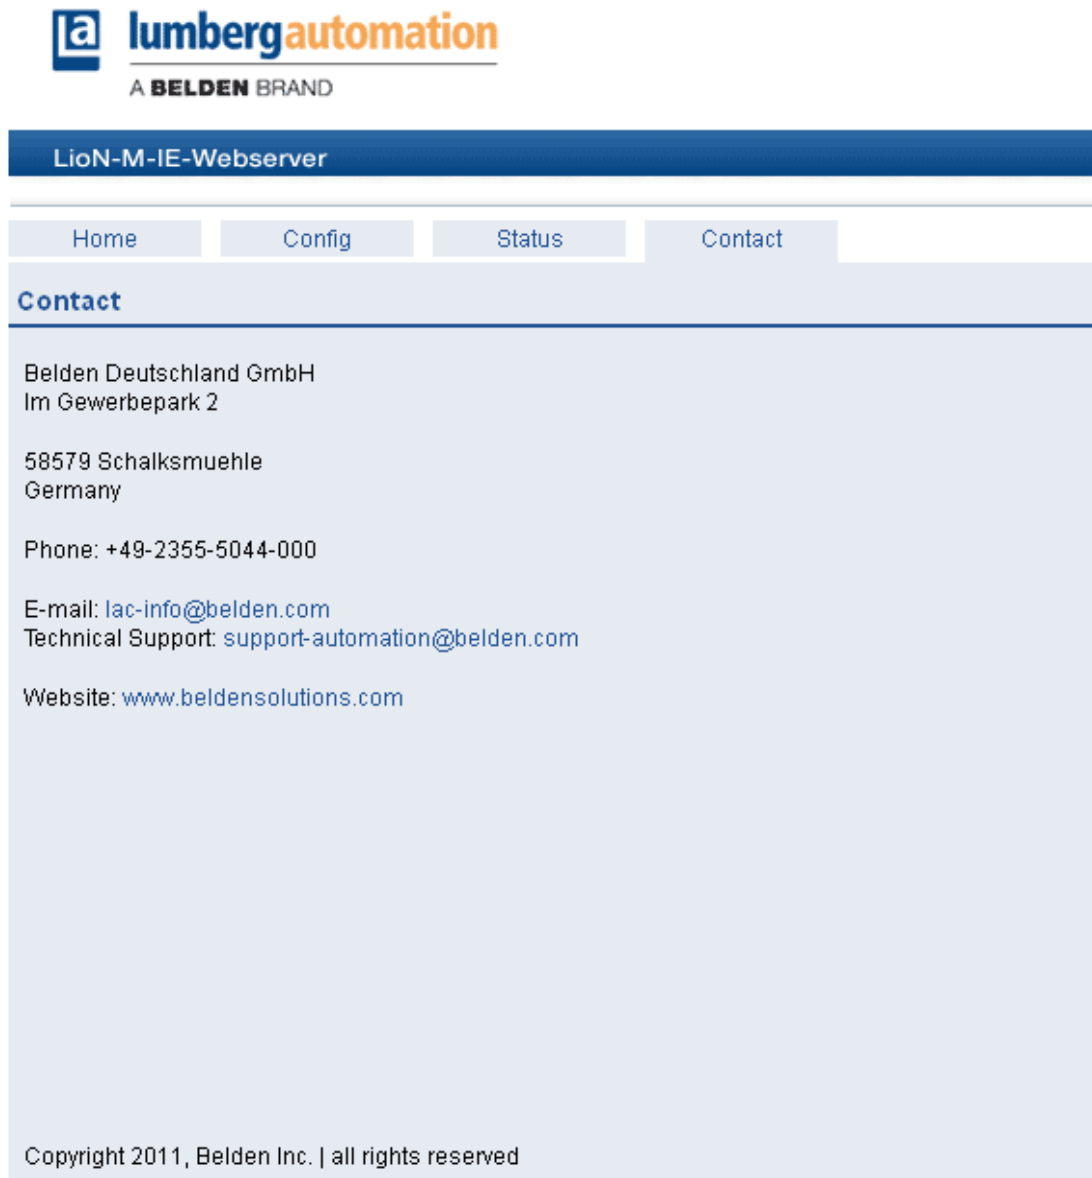 la lumbergautomation
A BELDEN BRAND
LioN-M-IE-Webserver
Home Config Status Contact
Contact
Belden Deutschland GmbH
Im Gewerbepark 2
58579 Schalksmuehle
Germany
Phone: +49-2355-5044-000
E-mail: lac-info@belden.com
Technical Support: support-automation@belden.com
Website: www.beldensolutions.com
Copyright 2011, Belden Inc. | all rights reserved